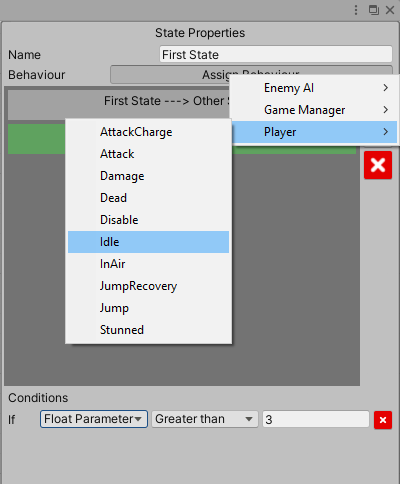 State Properties
Name First State
Behaviour Assign Behaviour
First State ---> Other S
Enemy AI
Game Manager
Player
AttackCharge
Attack
Damage
Dead
Disable
Idle
InAir
JumpRecovery
Jump
Stunned
Conditions
If Float Parameter Greater than 3